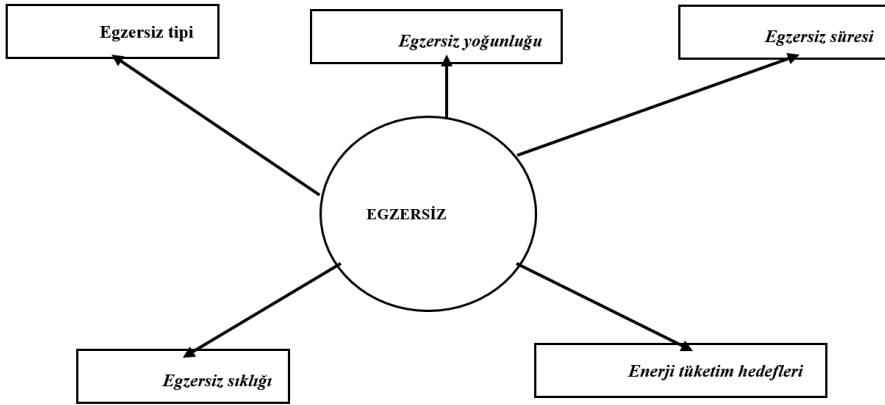 Egzersiz tipi
Egzersiz yoğunluğu
Egzersiz süresi
EGZERSİZ
Egzersiz sıklığı
Enerji tüketim hedefleri